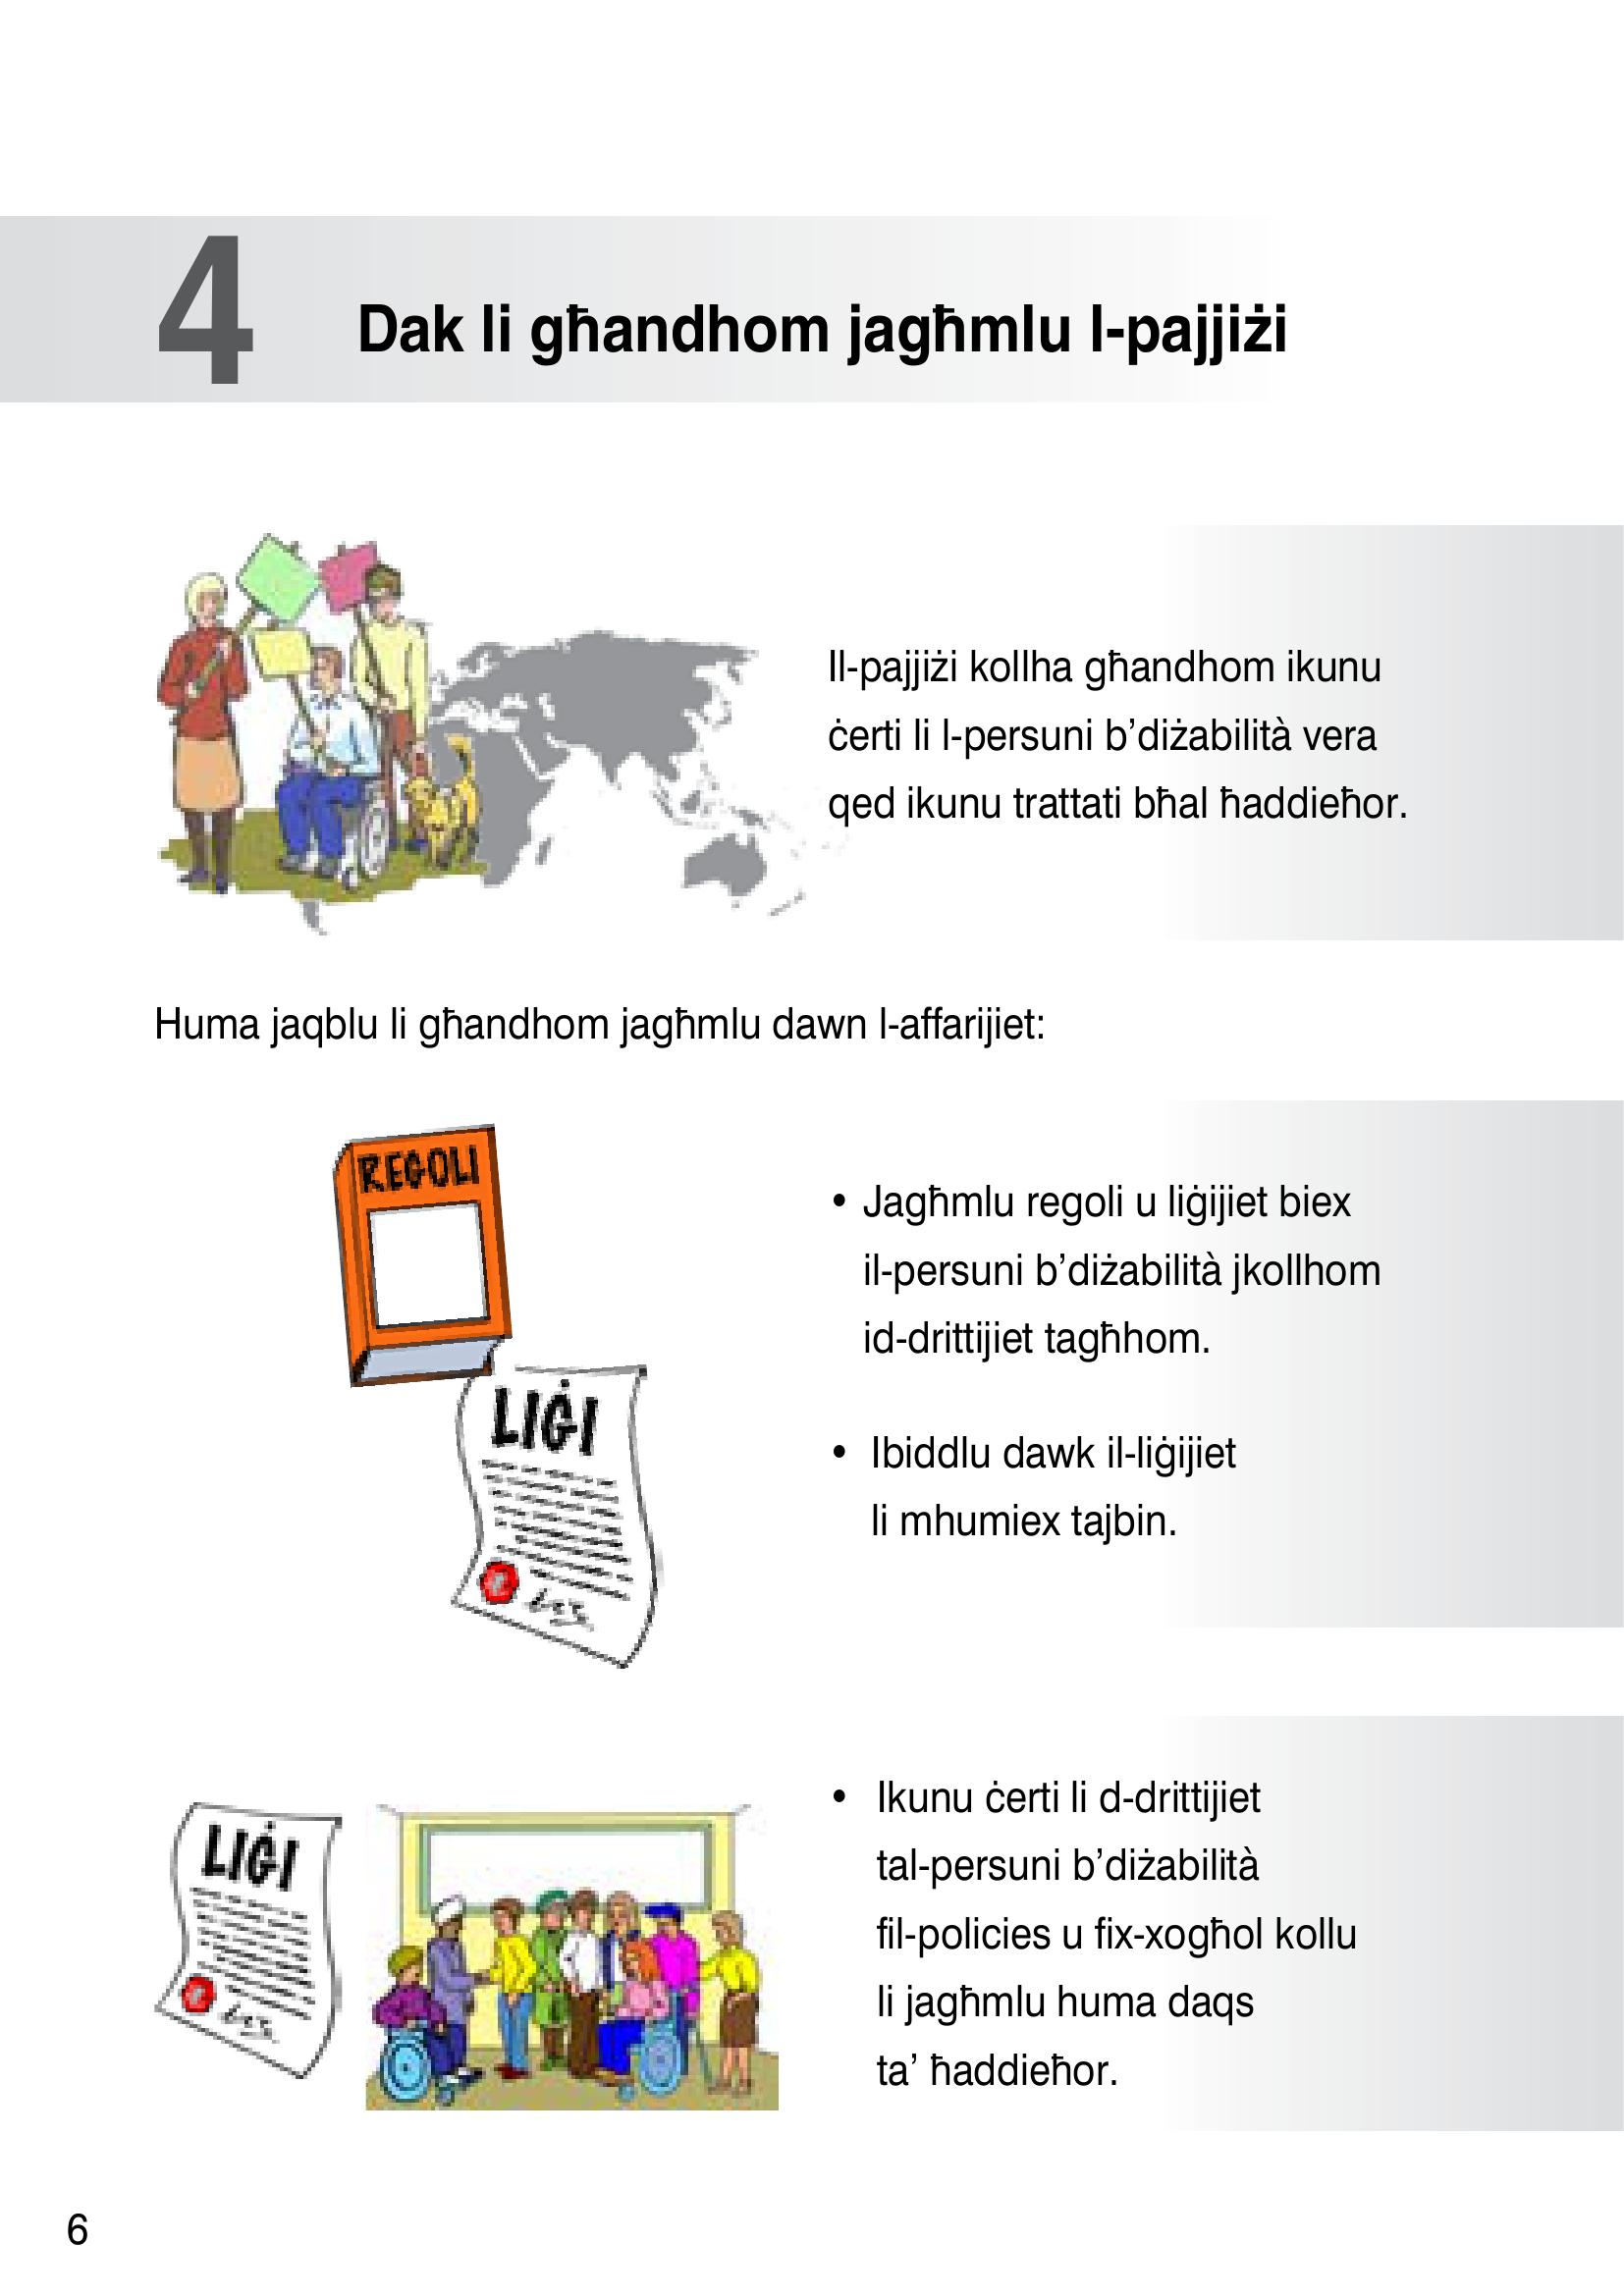 4 Dak li għandhom jagħmlu l-pajjiżi
Il-pajjiżi kollha għandhom ikunu
ċerti li l-persuni b’diżabilità vera
qed ikunu trattati bħal ħaddieħor.
Huma jaqblu li għandhom jagħmlu dawn l-affarijiet:
REGOLI
LIĠI
• Jagħmlu regoli u liġijiet biex
il-persuni b’diżabilità jkollhom
id-drittijiet tagħhom.
• Ibiddlu dawk il-liġijiet
li mhumiex tajbin.
LIĠI
• Ikunu ċerti li d-drittijiet
tal-persuni b’diżabilità
fil-policies u fix-xogħol kollu
li jagħmlu huma daqs
ta’ ħaddieħor.
6